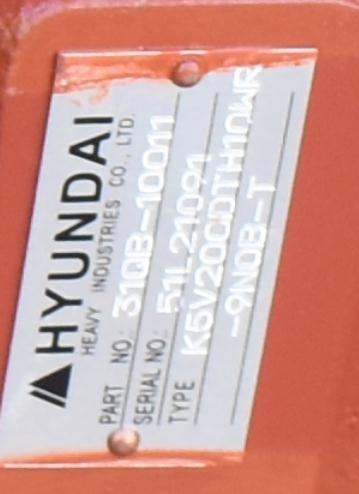 HYUNDAI
HEAVY INDUSTRIES CO., LTD.
PART NO.: 31QB-10011
SERIAL NO.: 51L21091
TYPE K5V200DTH10WR
-9N0B-T